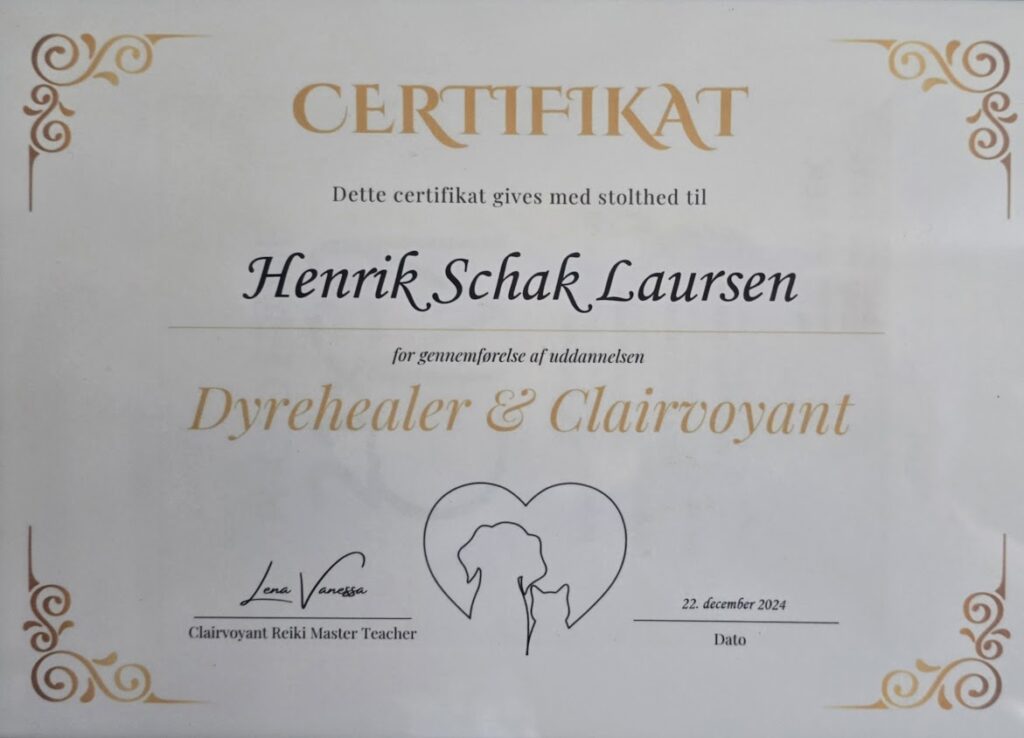 CERTIFIKAT
Dette certifikat gives med stolthed til
Henrik Schak Laursen
for gennemførelse af uddannelsen
Dyrehealer & Clairvoyant
Lena Vanessa
22. december 2024
Clairvoyant Reiki Master Teacher
Dato